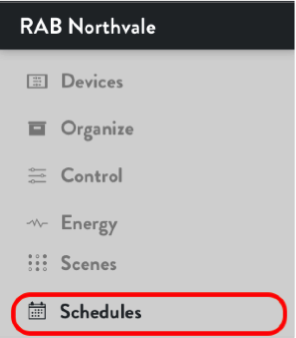 RAB Northvale
Devices
Organize
Control
Energy
Scenes
Schedules